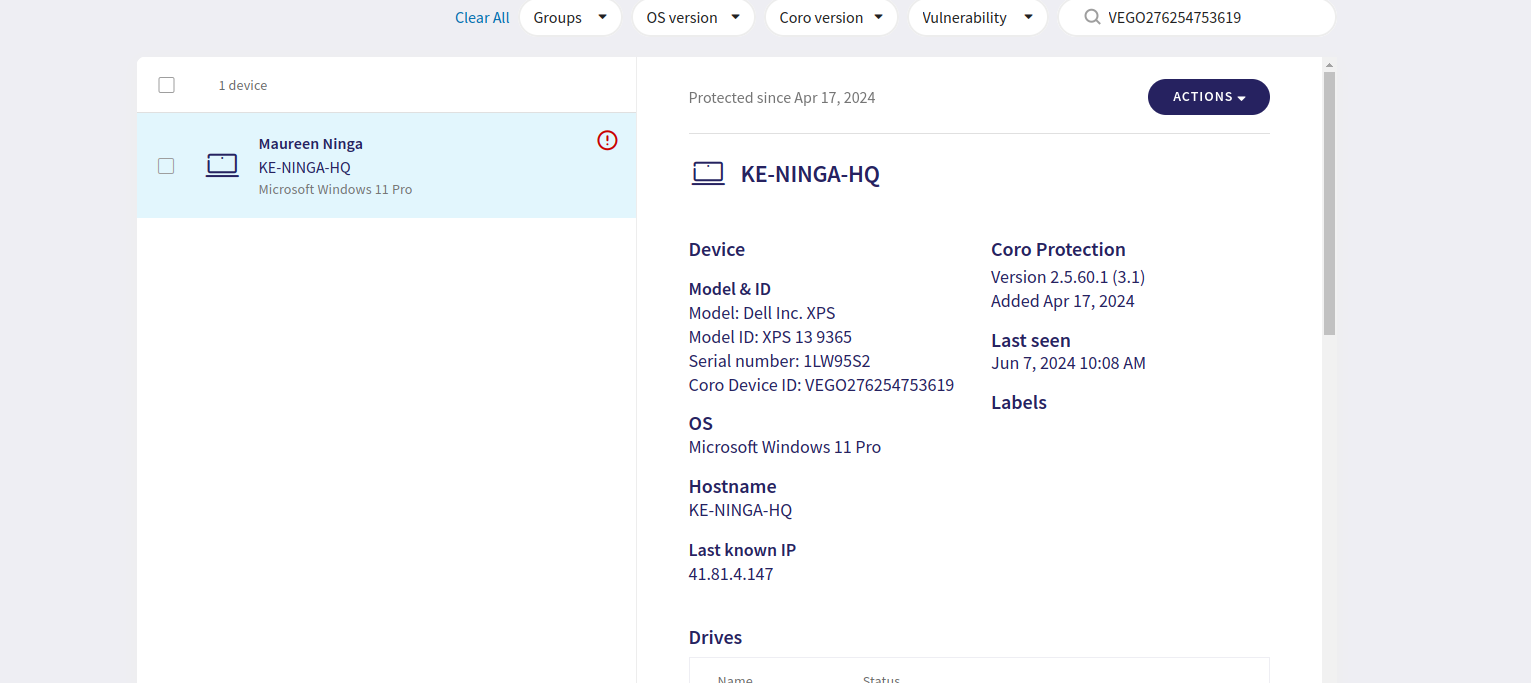 Clear All
Groups
OS version
Coro version
Vulnerability
VEGO276254753619
1 device
Maureen Ninga
KE-NINGA-HQ
Microsoft Windows 11 Pro
Protected since Apr 17, 2024
ACTIONS
KE-NINGA-HQ
Device
Model & ID
Model: Dell Inc. XPS
Model ID: XPS 13 9365
Serial number: 1LW95S2
Coro Device ID: VEGO276254753619
OS
Microsoft Windows 11 Pro
Hostname
KE-NINGA-HQ
Last known IP
41.81.4.147
Coro Protection
Version 2.5.60.1 (3.1)
Added Apr 17, 2024
Last seen
Jun 7, 2024 10:08 AM
Labels
Drives
Name
Status